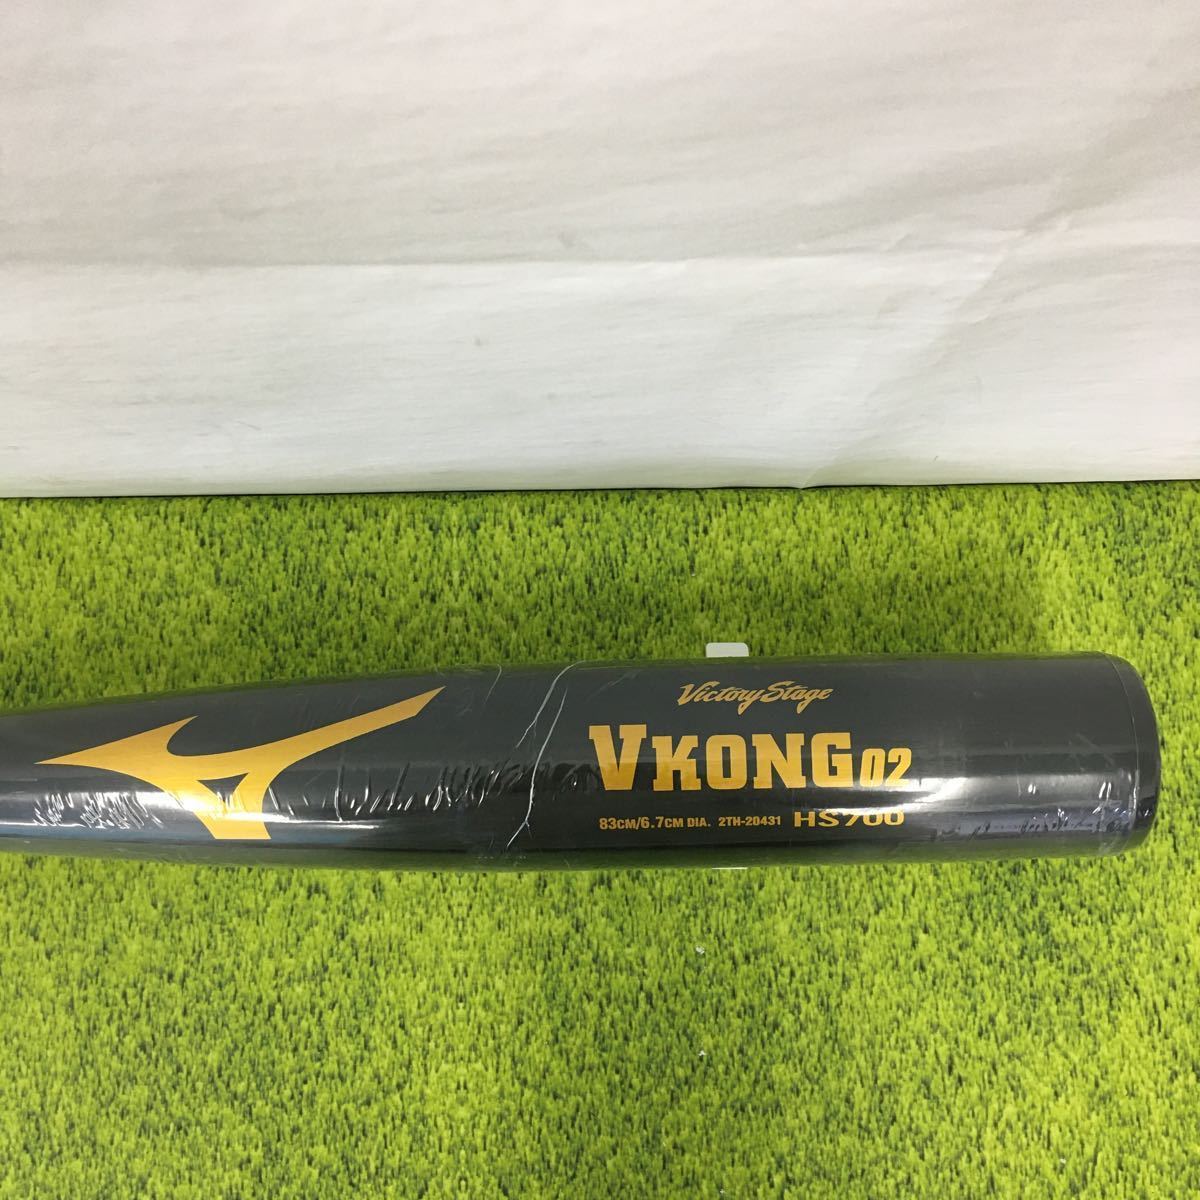 Victory Stage
VKONG02
83CM/6.7CM DIA. 2TH-20431 HS700